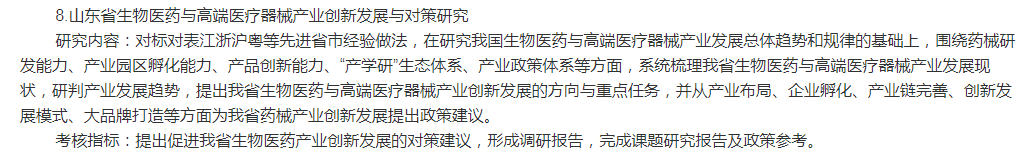 8.山东省生物医药与高端医疗器械产业创新发展与对策研究
研究内容：对标对表江浙沪粤等先进省市经验做法，在研究我国生物医药与高端医疗器械产业发展总体趋势和规律的基础上，围绕药械研
发能力、产业园区孵化能力、产品创新能力、“产学研”生态体系、产业政策体系等方面，系统梳理我省生物医药与高端医疗器械产业发展现
状，研判产业发展趋势，提出我省生物医药与高端医疗器械产业创新发展的方向与重点任务，并从产业布局、企业孵化、产业链完善、创新发
展模式、大品牌打造等方面为我省药械产业创新发展提出政策建议。
考核指标：提出促进我省生物医药产业创新发展的对策建议，形成调研报告，完成课题研究报告及政策参考。